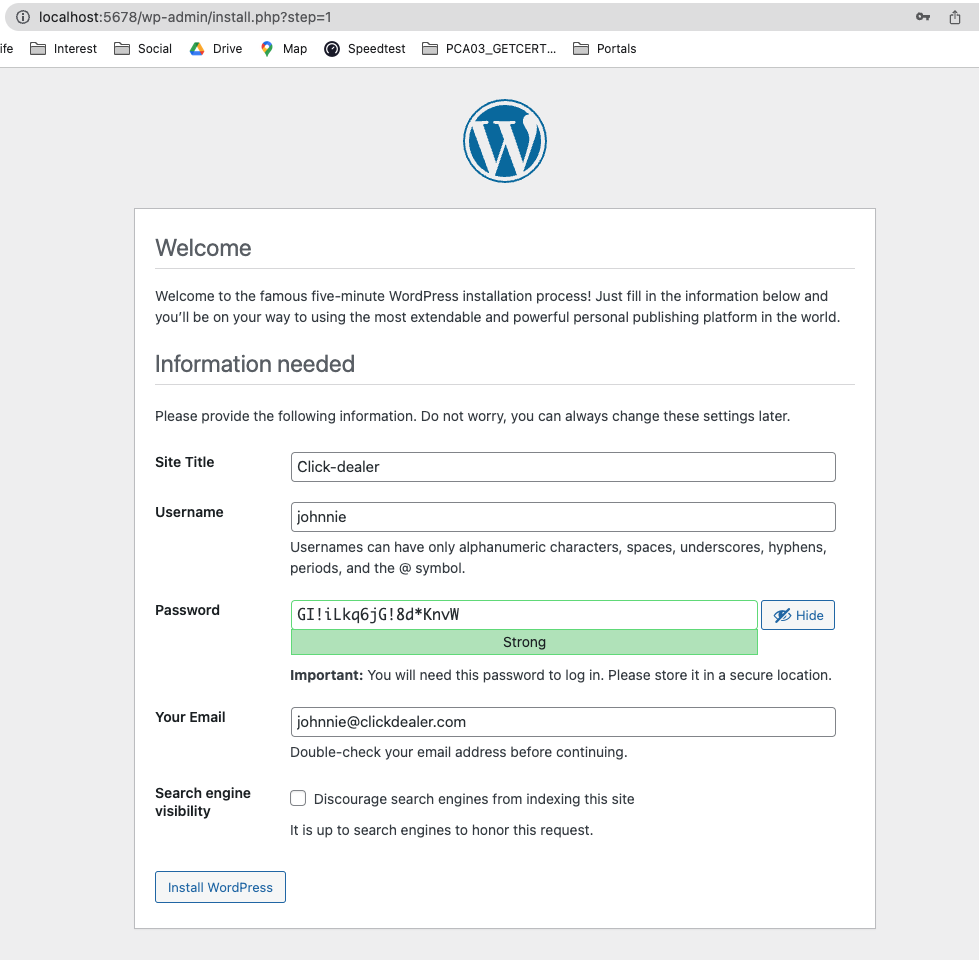 localhost:5678/wp-admin/install.php?step=1
ife Interest Social Drive Map Speedtest PCA03_GETCERT... Portals
Welcome
Welcome to the famous five-minute WordPress installation process! Just fill in the information below and
you’ll be on your way to using the most extendable and powerful personal publishing platform in the world.
Information needed
Please provide the following information. Do not worry, you can always change these settings later.
Site Title
Click-dealer
Username
johnnie
Usernames can have only alphanumeric characters, spaces, underscores, hyphens,
periods, and the @ symbol.
Password
GI!iLkq6jG!8d*KnvW
Hide
Strong
Important: You will need this password to log in. Please store it in a secure location.
Your Email
johnnie@clickdealer.com
Double-check your email address before continuing.
Search engine
visibility
Discourage search engines from indexing this site
It is up to search engines to honor this request.
Install WordPress